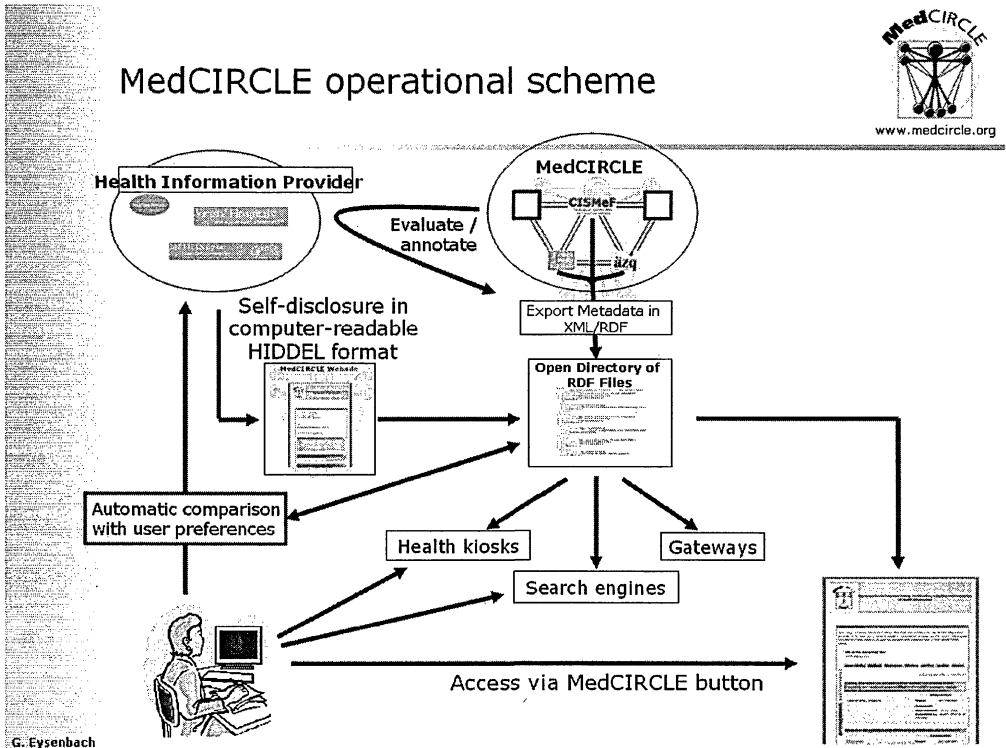 MedCIRCLE
MedCIRCLE operational scheme
www.medcircle.org
Health Information Provider
MedCIRCLE
CISMeF
äzq
Evaluate /
annotate
Export Metadata in
XML/RDF
Self-disclosure in
computer-readable
HIDDEL format
MedCIRCLE Website
Open Directory of
RDF Files
Automatic comparison
with user preferences
Health kiosks
Gateways
Search engines
Access via MedCIRCLE button
G. Eysenbach